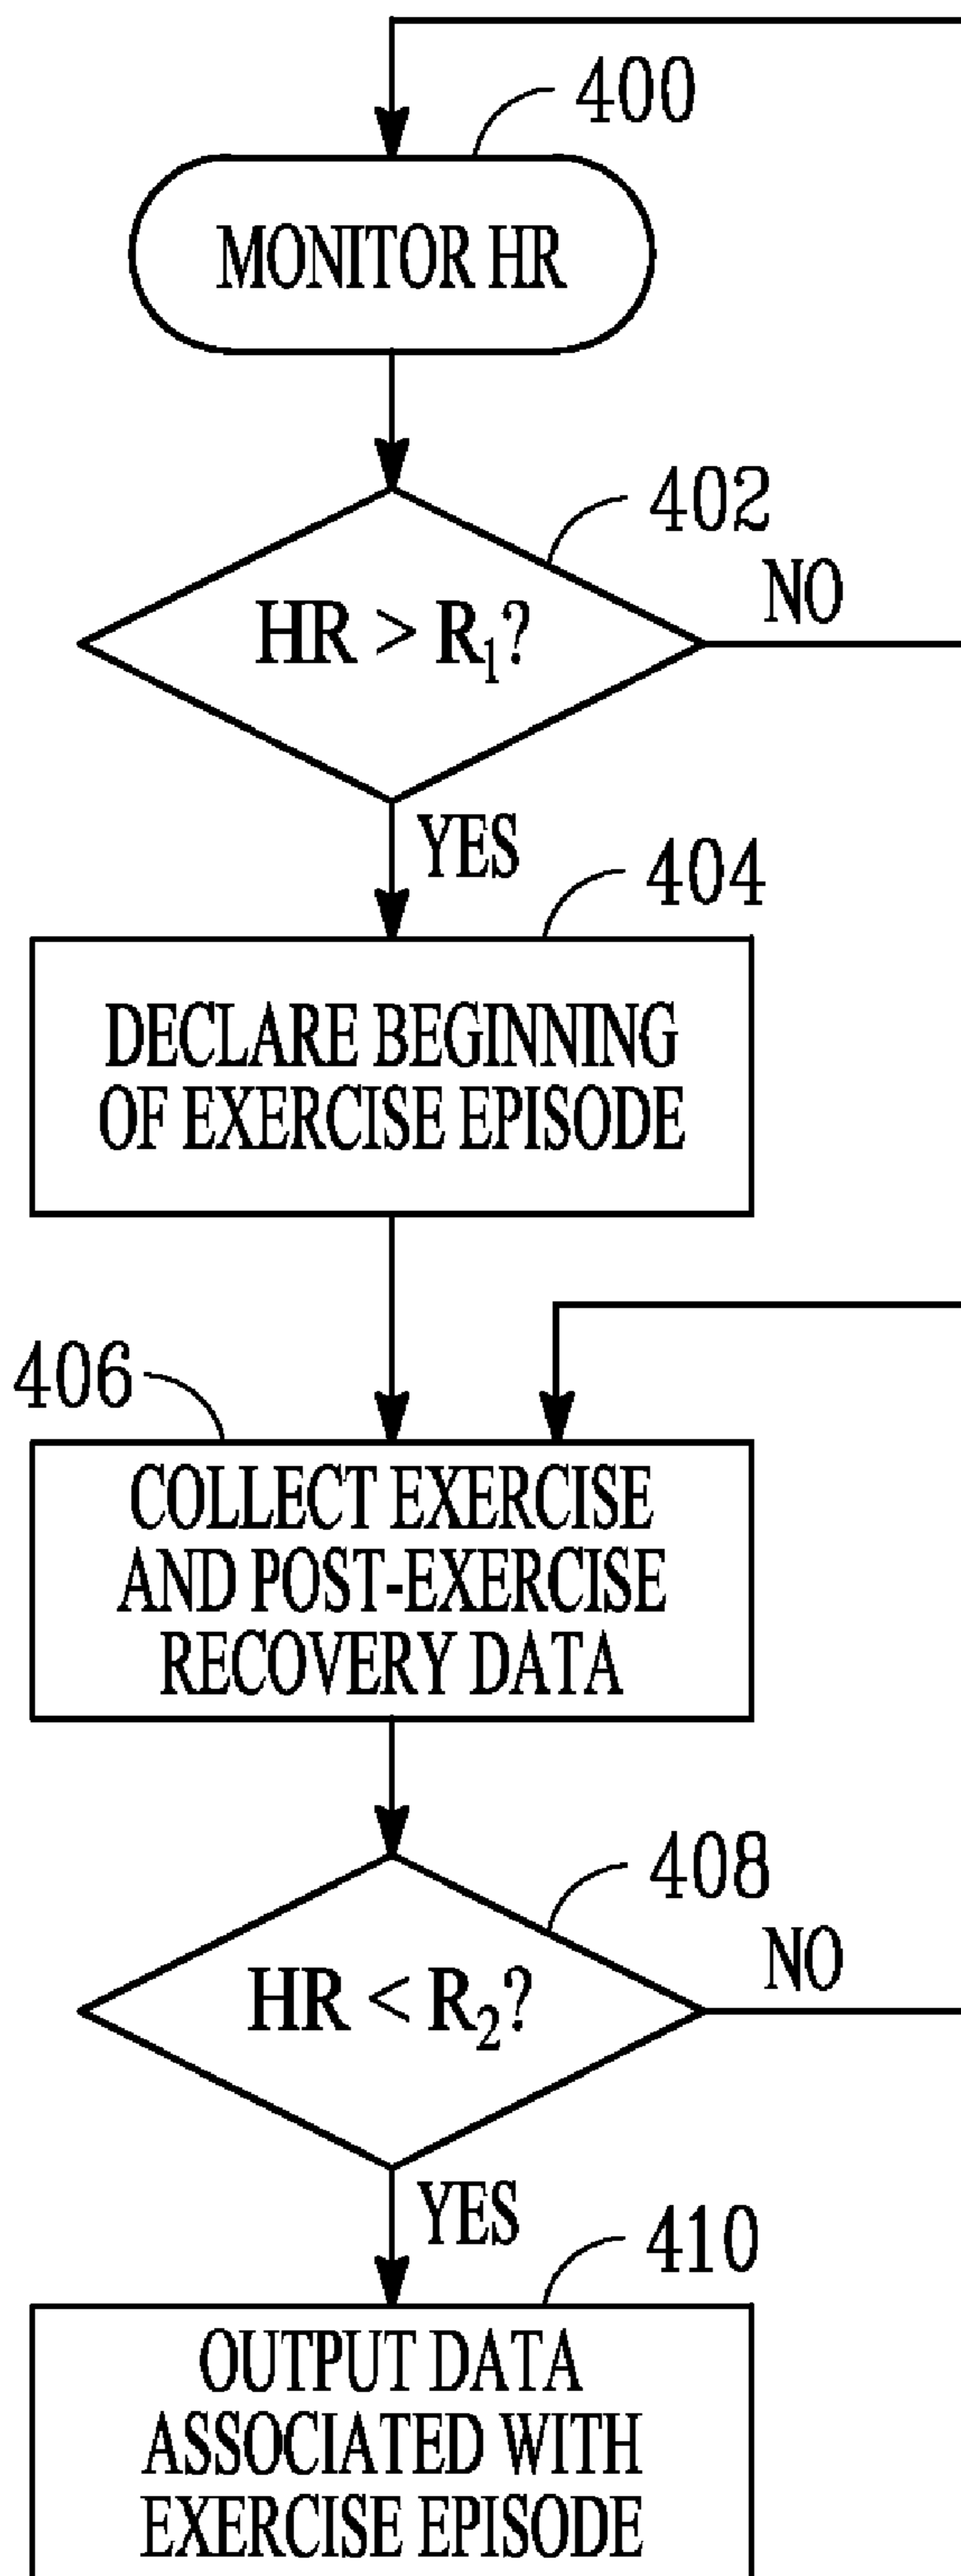 400
MONITOR HR
402
HR > R₁?
NO
YES
404
DECLARE BEGINNING
OF EXERCISE EPISODE
406
COLLECT EXERCISE
AND POST-EXERCISE
RECOVERY DATA
408
HR < R₂?
NO
YES
410
OUTPUT DATA
ASSOCIATED WITH
EXERCISE EPISODE